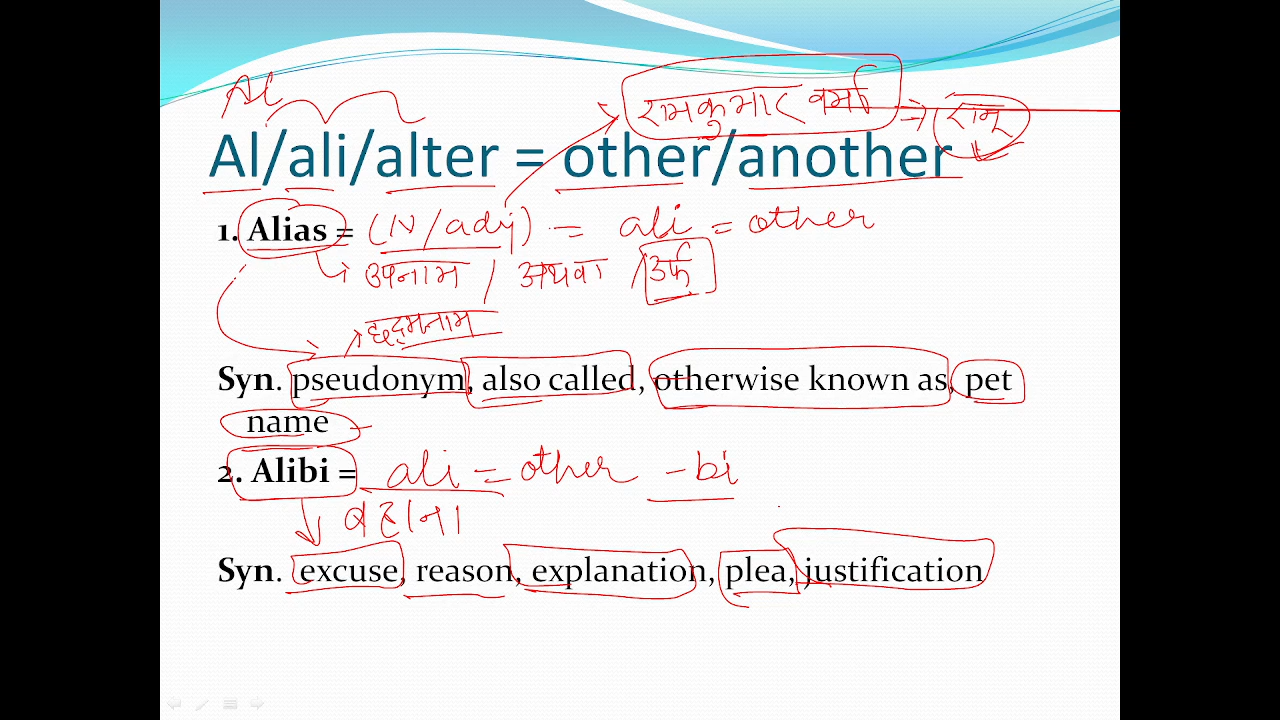 Al
रामकुमार वर्मा → रामू
Al/ali/alter = other/another
1. Alias = (N/adj) = ali = other
उपनाम / अथवा / उर्फ
छद्मनाम
Syn. pseudonym, also called, otherwise known as, pet
name
2. Alibi = ali = other - bi
बहाना
Syn. excuse, reason, explanation, plea, justification